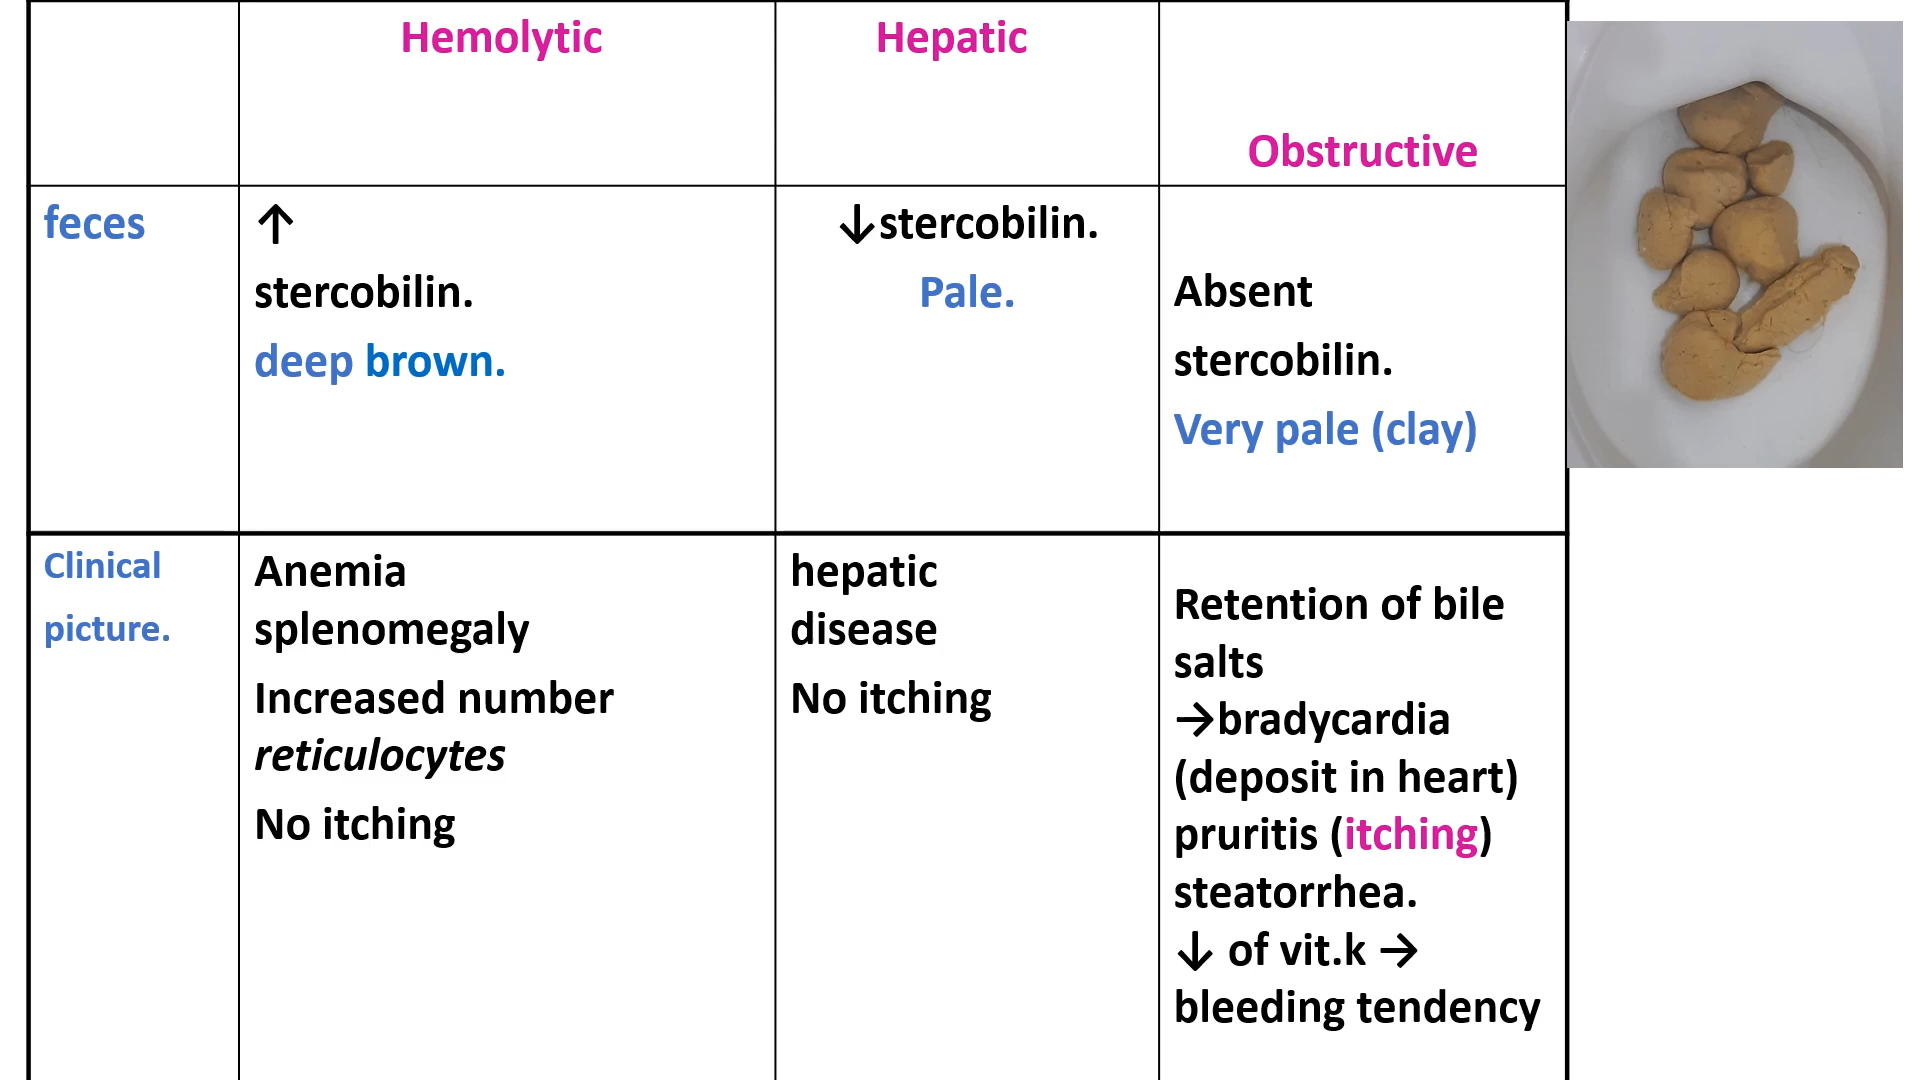 Hemolytic
Hepatic
Obstructive
feces
↑
stercobilin.
deep brown.
↓stercobilin.
Pale.
Absent
stercobilin.
Very pale (clay)
Clinical
picture.
Anemia
splenomegaly
Increased number
reticulocytes
No itching
hepatic
disease
No itching
Retention of bile
salts
→bradycardia
(deposit in heart)
pruritis (itching)
steatorrhea.
↓ of vit.k →
bleeding tendency